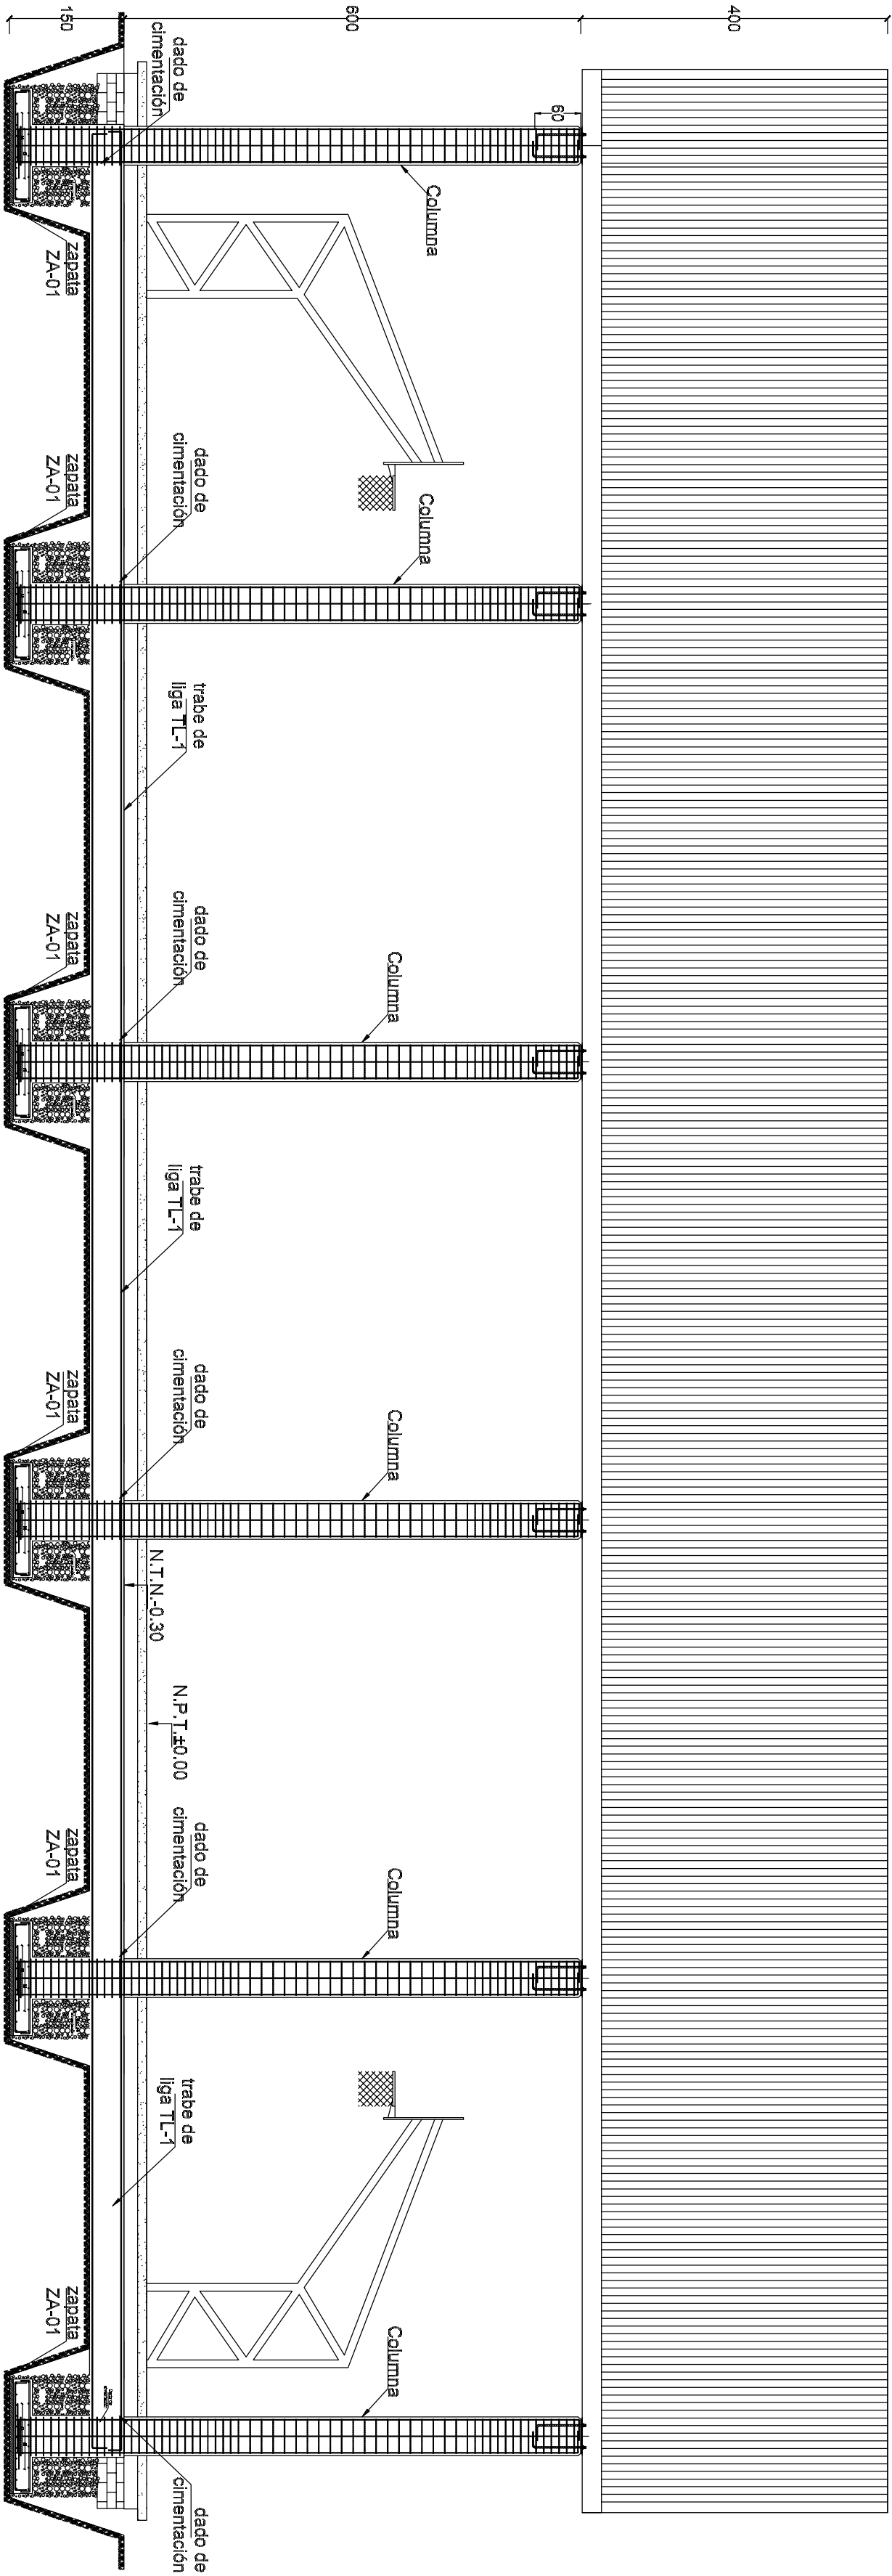 400
600
150
60
Columna
Columna
Columna
Columna
Columna
Columna
dado de
cimentación
dado de
cimentación
trabe de
liga TL-1
dado de
cimentación
trabe de
liga TL-1
dado de
cimentación
N.T.N.-0.30
N.P.T.±0.00
dado de
cimentación
trabe de
liga TL-1
dado de
cimentación
zapata
ZA-01
zapata
ZA-01
zapata
ZA-01
zapata
ZA-01
zapata
ZA-01
zapata
ZA-01